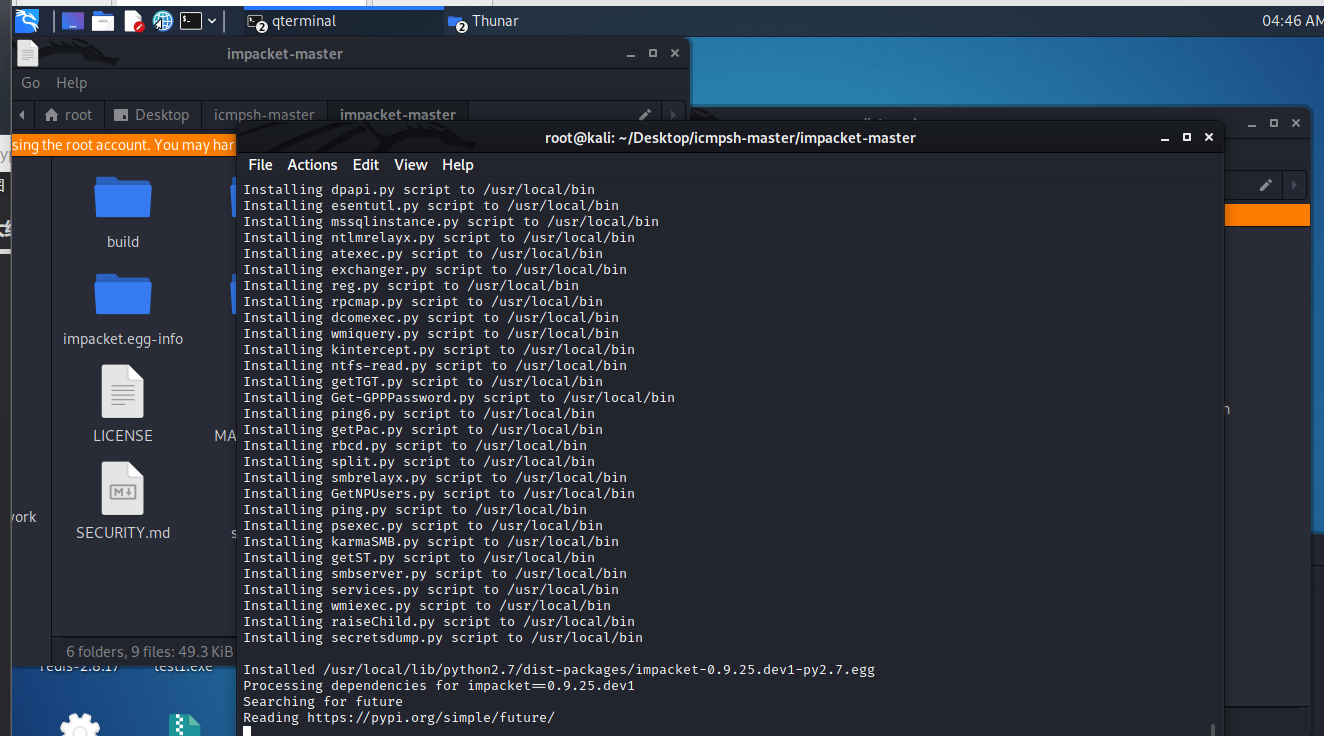 qterminal
Thunar
04:46 AM
impacket-master
Go Help
root Desktop icmpsh-master impacket-master
root@kali: ~/Desktop/icmpsh-master/impacket-master
sing the root account. You may har
File Actions Edit View Help
Installing dpapi.py script to /usr/local/bin
Installing esentutl.py script to /usr/local/bin
Installing mssqlinstance.py script to /usr/local/bin
Installing ntlmrelayx.py script to /usr/local/bin
Installing atexec.py script to /usr/local/bin
Installing exchanger.py script to /usr/local/bin
Installing reg.py script to /usr/local/bin
Installing rpcmap.py script to /usr/local/bin
Installing dcomexec.py script to /usr/local/bin
Installing wmiquery.py script to /usr/local/bin
Installing kintercept.py script to /usr/local/bin
Installing ntfs-read.py script to /usr/local/bin
Installing getTGT.py script to /usr/local/bin
Installing Get-GPPPassword.py script to /usr/local/bin
Installing ping6.py script to /usr/local/bin
Installing getPac.py script to /usr/local/bin
Installing rbcd.py script to /usr/local/bin
Installing split.py script to /usr/local/bin
Installing smbrelayx.py script to /usr/local/bin
Installing GetNPUsers.py script to /usr/local/bin
Installing ping.py script to /usr/local/bin
Installing psexec.py script to /usr/local/bin
Installing karmaSMB.py script to /usr/local/bin
Installing getST.py script to /usr/local/bin
Installing smbserver.py script to /usr/local/bin
Installing services.py script to /usr/local/bin
Installing wmiexec.py script to /usr/local/bin
Installing raiseChild.py script to /usr/local/bin
Installing secretsdump.py script to /usr/local/bin
Installed /usr/local/lib/python2.7/dist-packages/impacket-0.9.25.dev1-py2.7.egg
Processing dependencies for impacket==0.9.25.dev1
Searching for future
Reading https://pypi.org/simple/future/
build
impacket.egg-info
LICENSE
MA
SECURITY.md
s
work
6 folders, 9 files: 49.3 KiB
redis-2.8.17
test1.exe